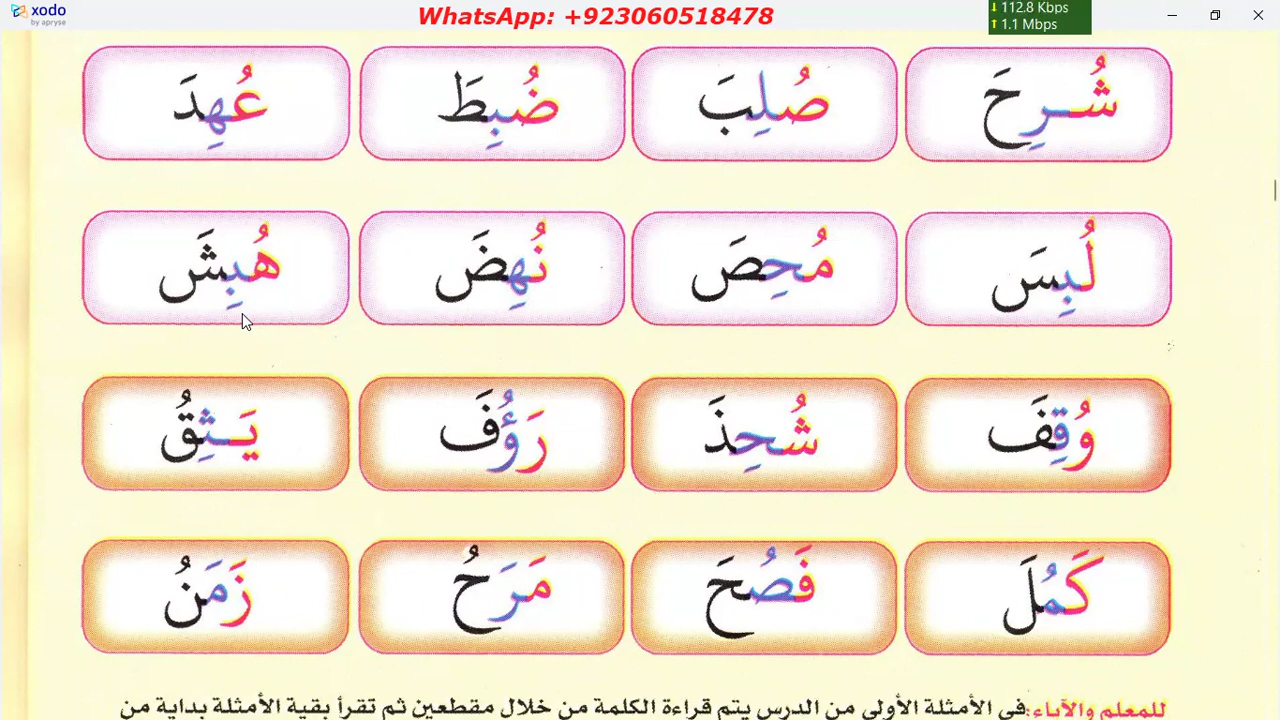 xodo
by apryse
WhatsApp: +923060518478
↓ 112.8 Kbps
↑ 1.1 Mbps
شُرِحَ صُلِبَ ضُبِطَ عُهِدَ
لُبِسَ مُحِصَ نُهِضَ هُبِشَ
وُقِفَ شُحِذَ رَؤُفَ يَثِقُ
كَمُلَ فَصُحَ مَرَحُ زَمَنُ
للمعلم والآباء: في الأمثلة الأولى من الدرس يتم قراءة الكلمة من خلال مقطعين ثم تقرأ بقية الأمثلة بداية من